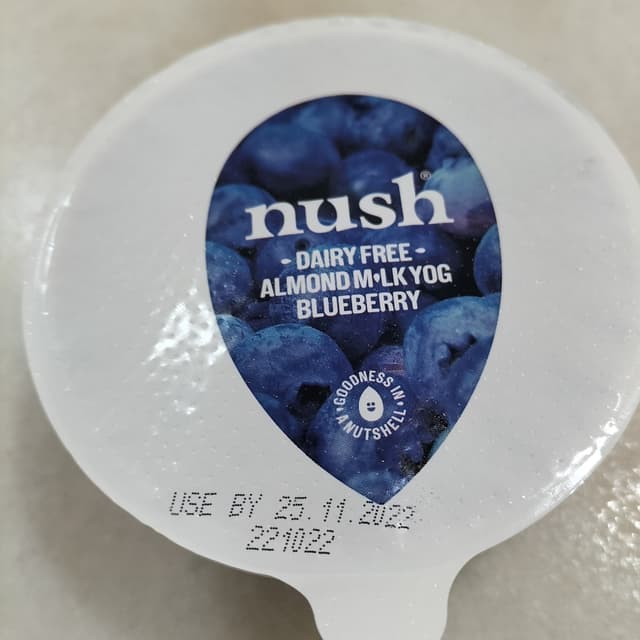 nush®
- DAIRY FREE -
ALMOND M•LK YOG
BLUEBERRY
GOODNESS IN
A NUTSHELL
USE BY 25.11.2022
221022